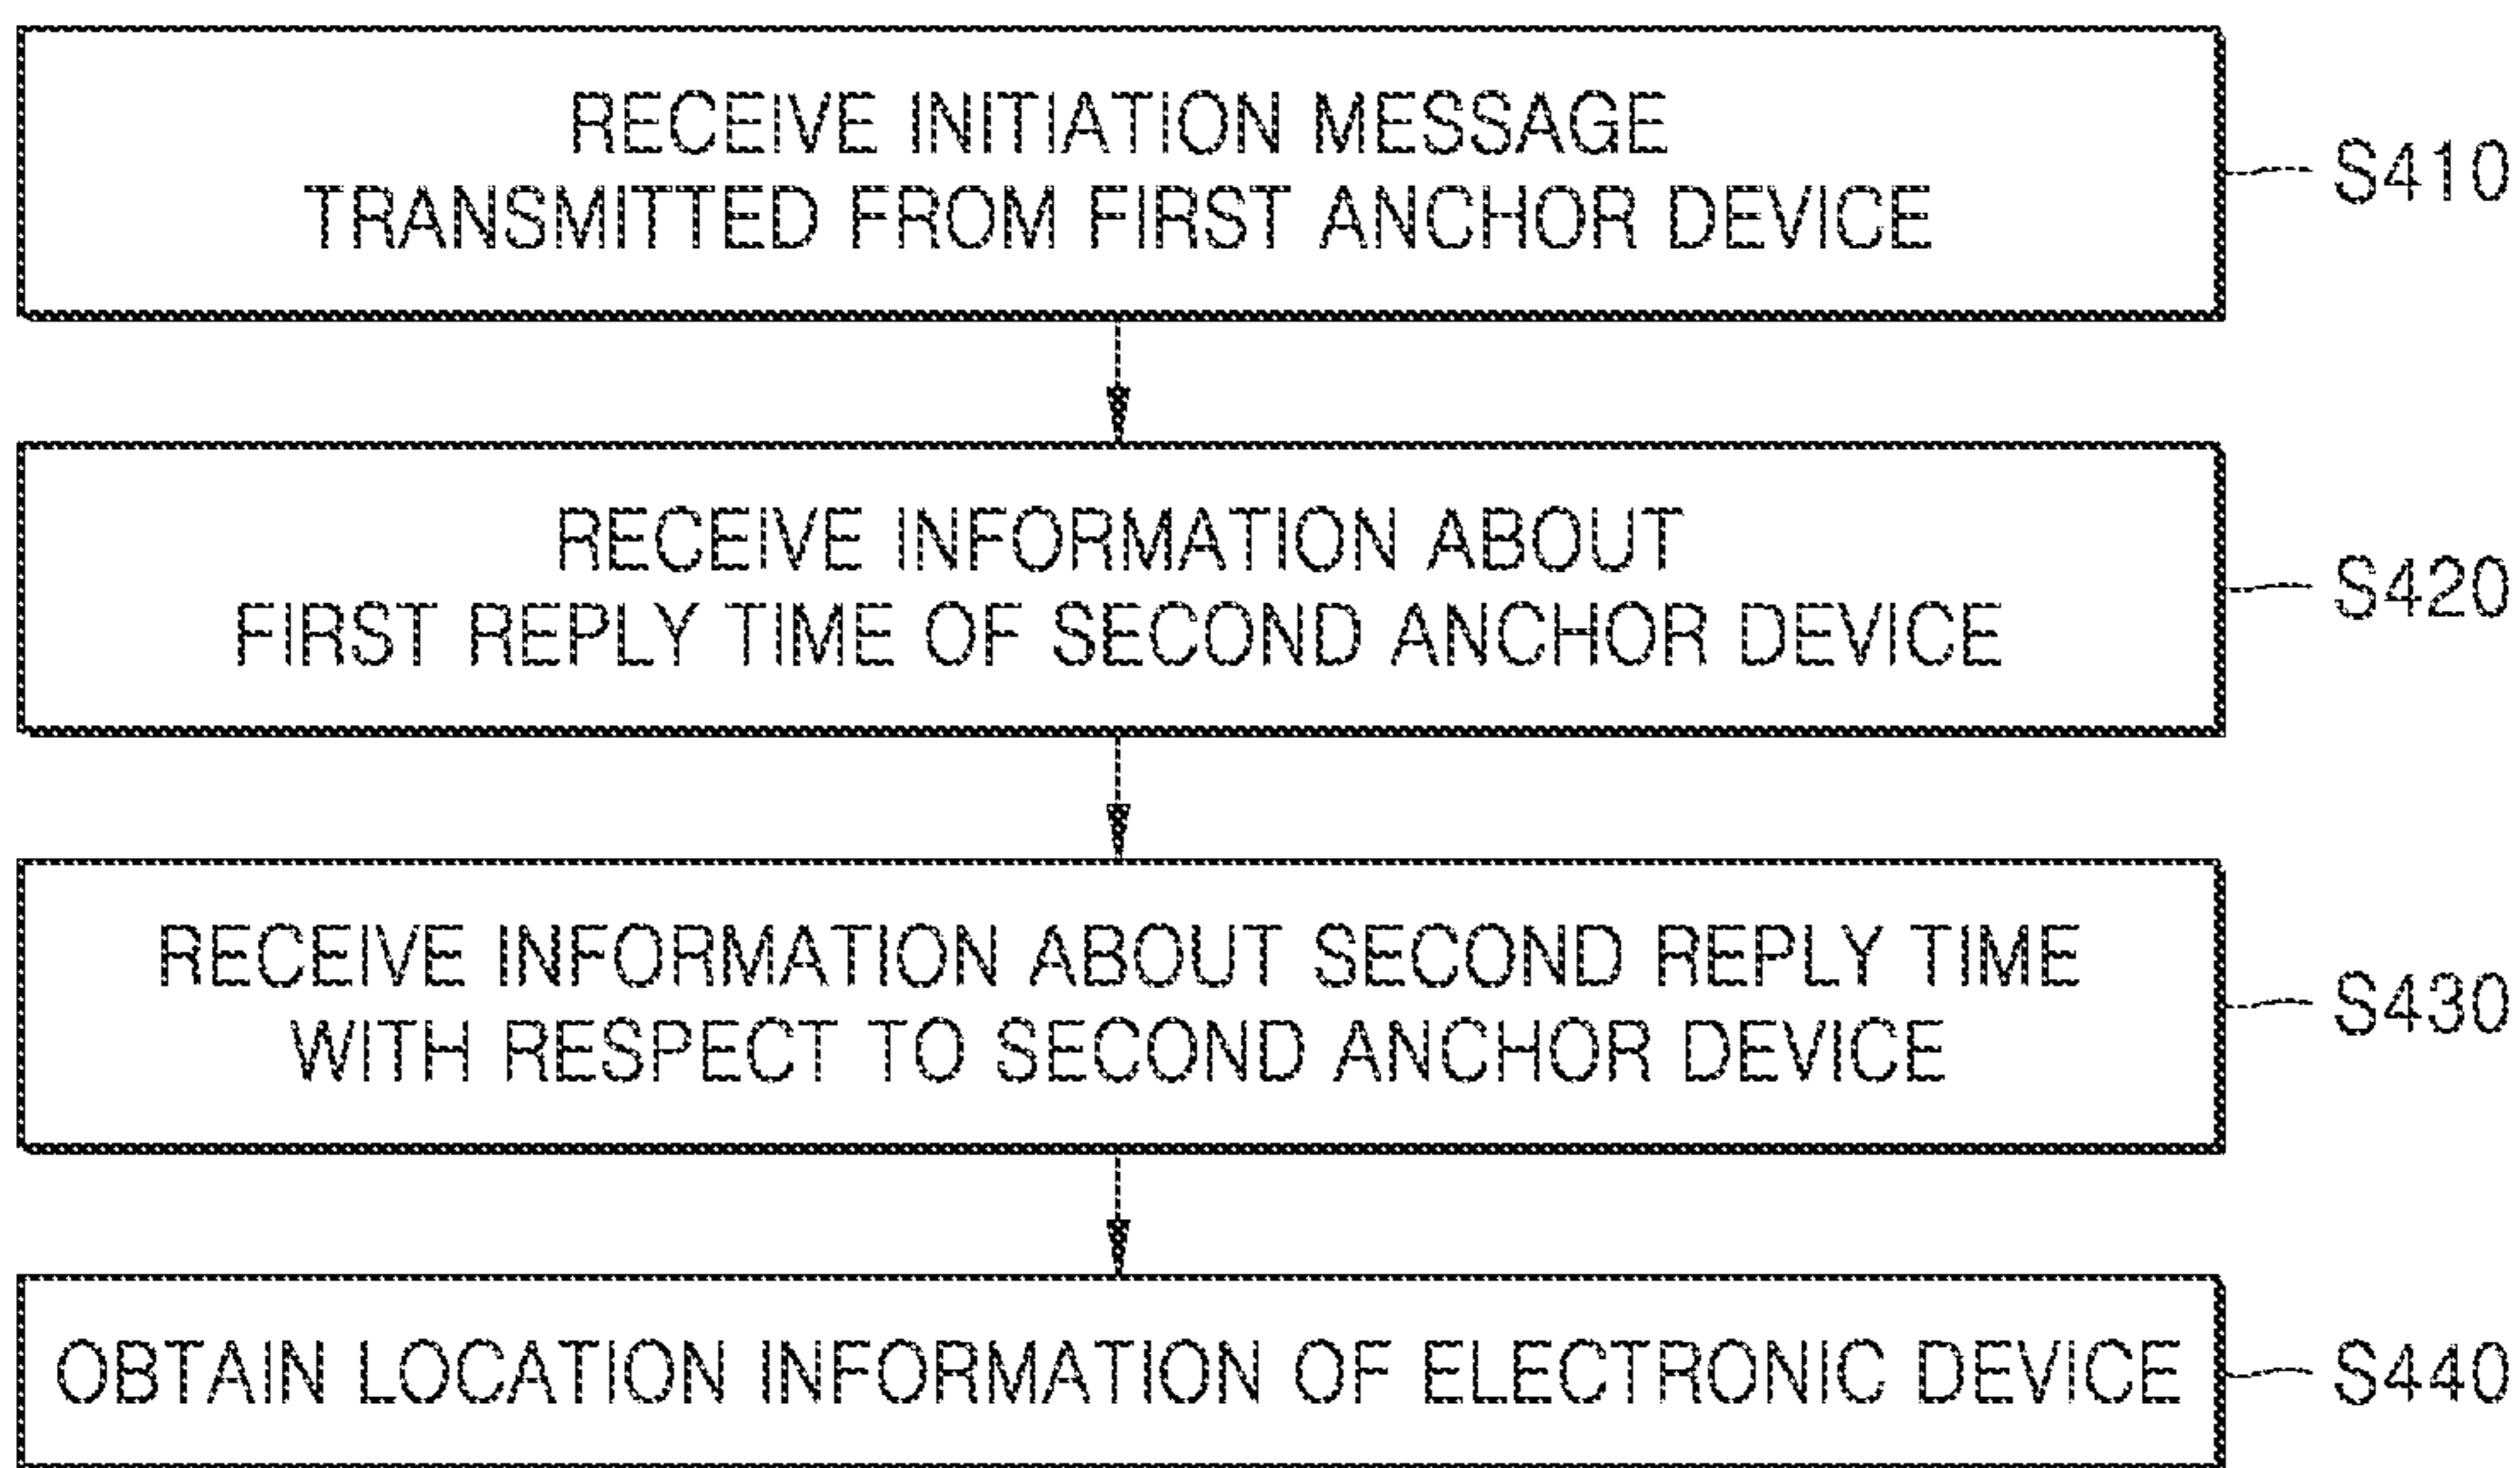 RECEIVE INITIATION MESSAGE
TRANSMITTED FROM FIRST ANCHOR DEVICE
S410
RECEIVE INFORMATION ABOUT
FIRST REPLY TIME OF SECOND ANCHOR DEVICE
S420
RECEIVE INFORMATION ABOUT SECOND REPLY TIME
WITH RESPECT TO SECOND ANCHOR DEVICE
S430
OBTAIN LOCATION INFORMATION OF ELECTRONIC DEVICE
S440